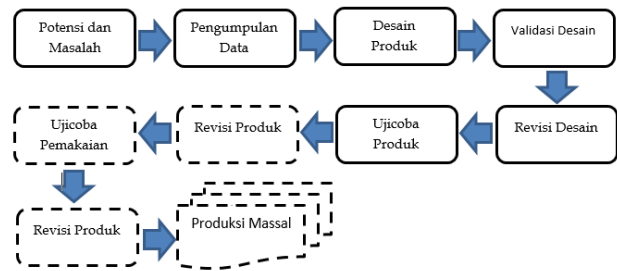 Potensi dan
Masalah
Pengumpulan
Data
Desain
Produk
Validasi Desain
Revisi Desain
Ujicoba
Produk
Revisi Produk
Ujicoba
Pemakaian
Revisi Produk
Produksi Massal